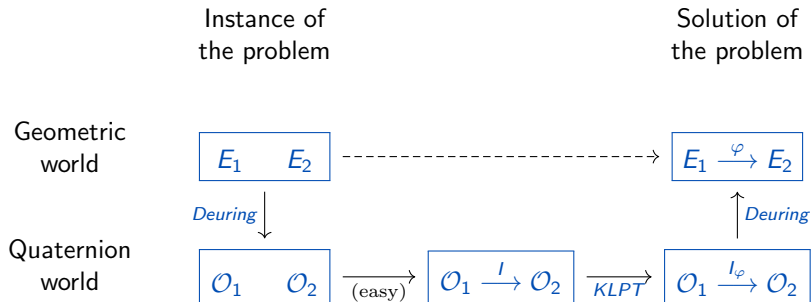 Instance of
the problem
Solution of
the problem
Geometric
world
E₁ E₂
E₁ —φ→ E₂
Deuring
Deuring
Quaternion
world
𝒪₁ 𝒪₂
(easy)
𝒪₁ —I→ 𝒪₂
KLPT
𝒪₁ —I_φ→ 𝒪₂